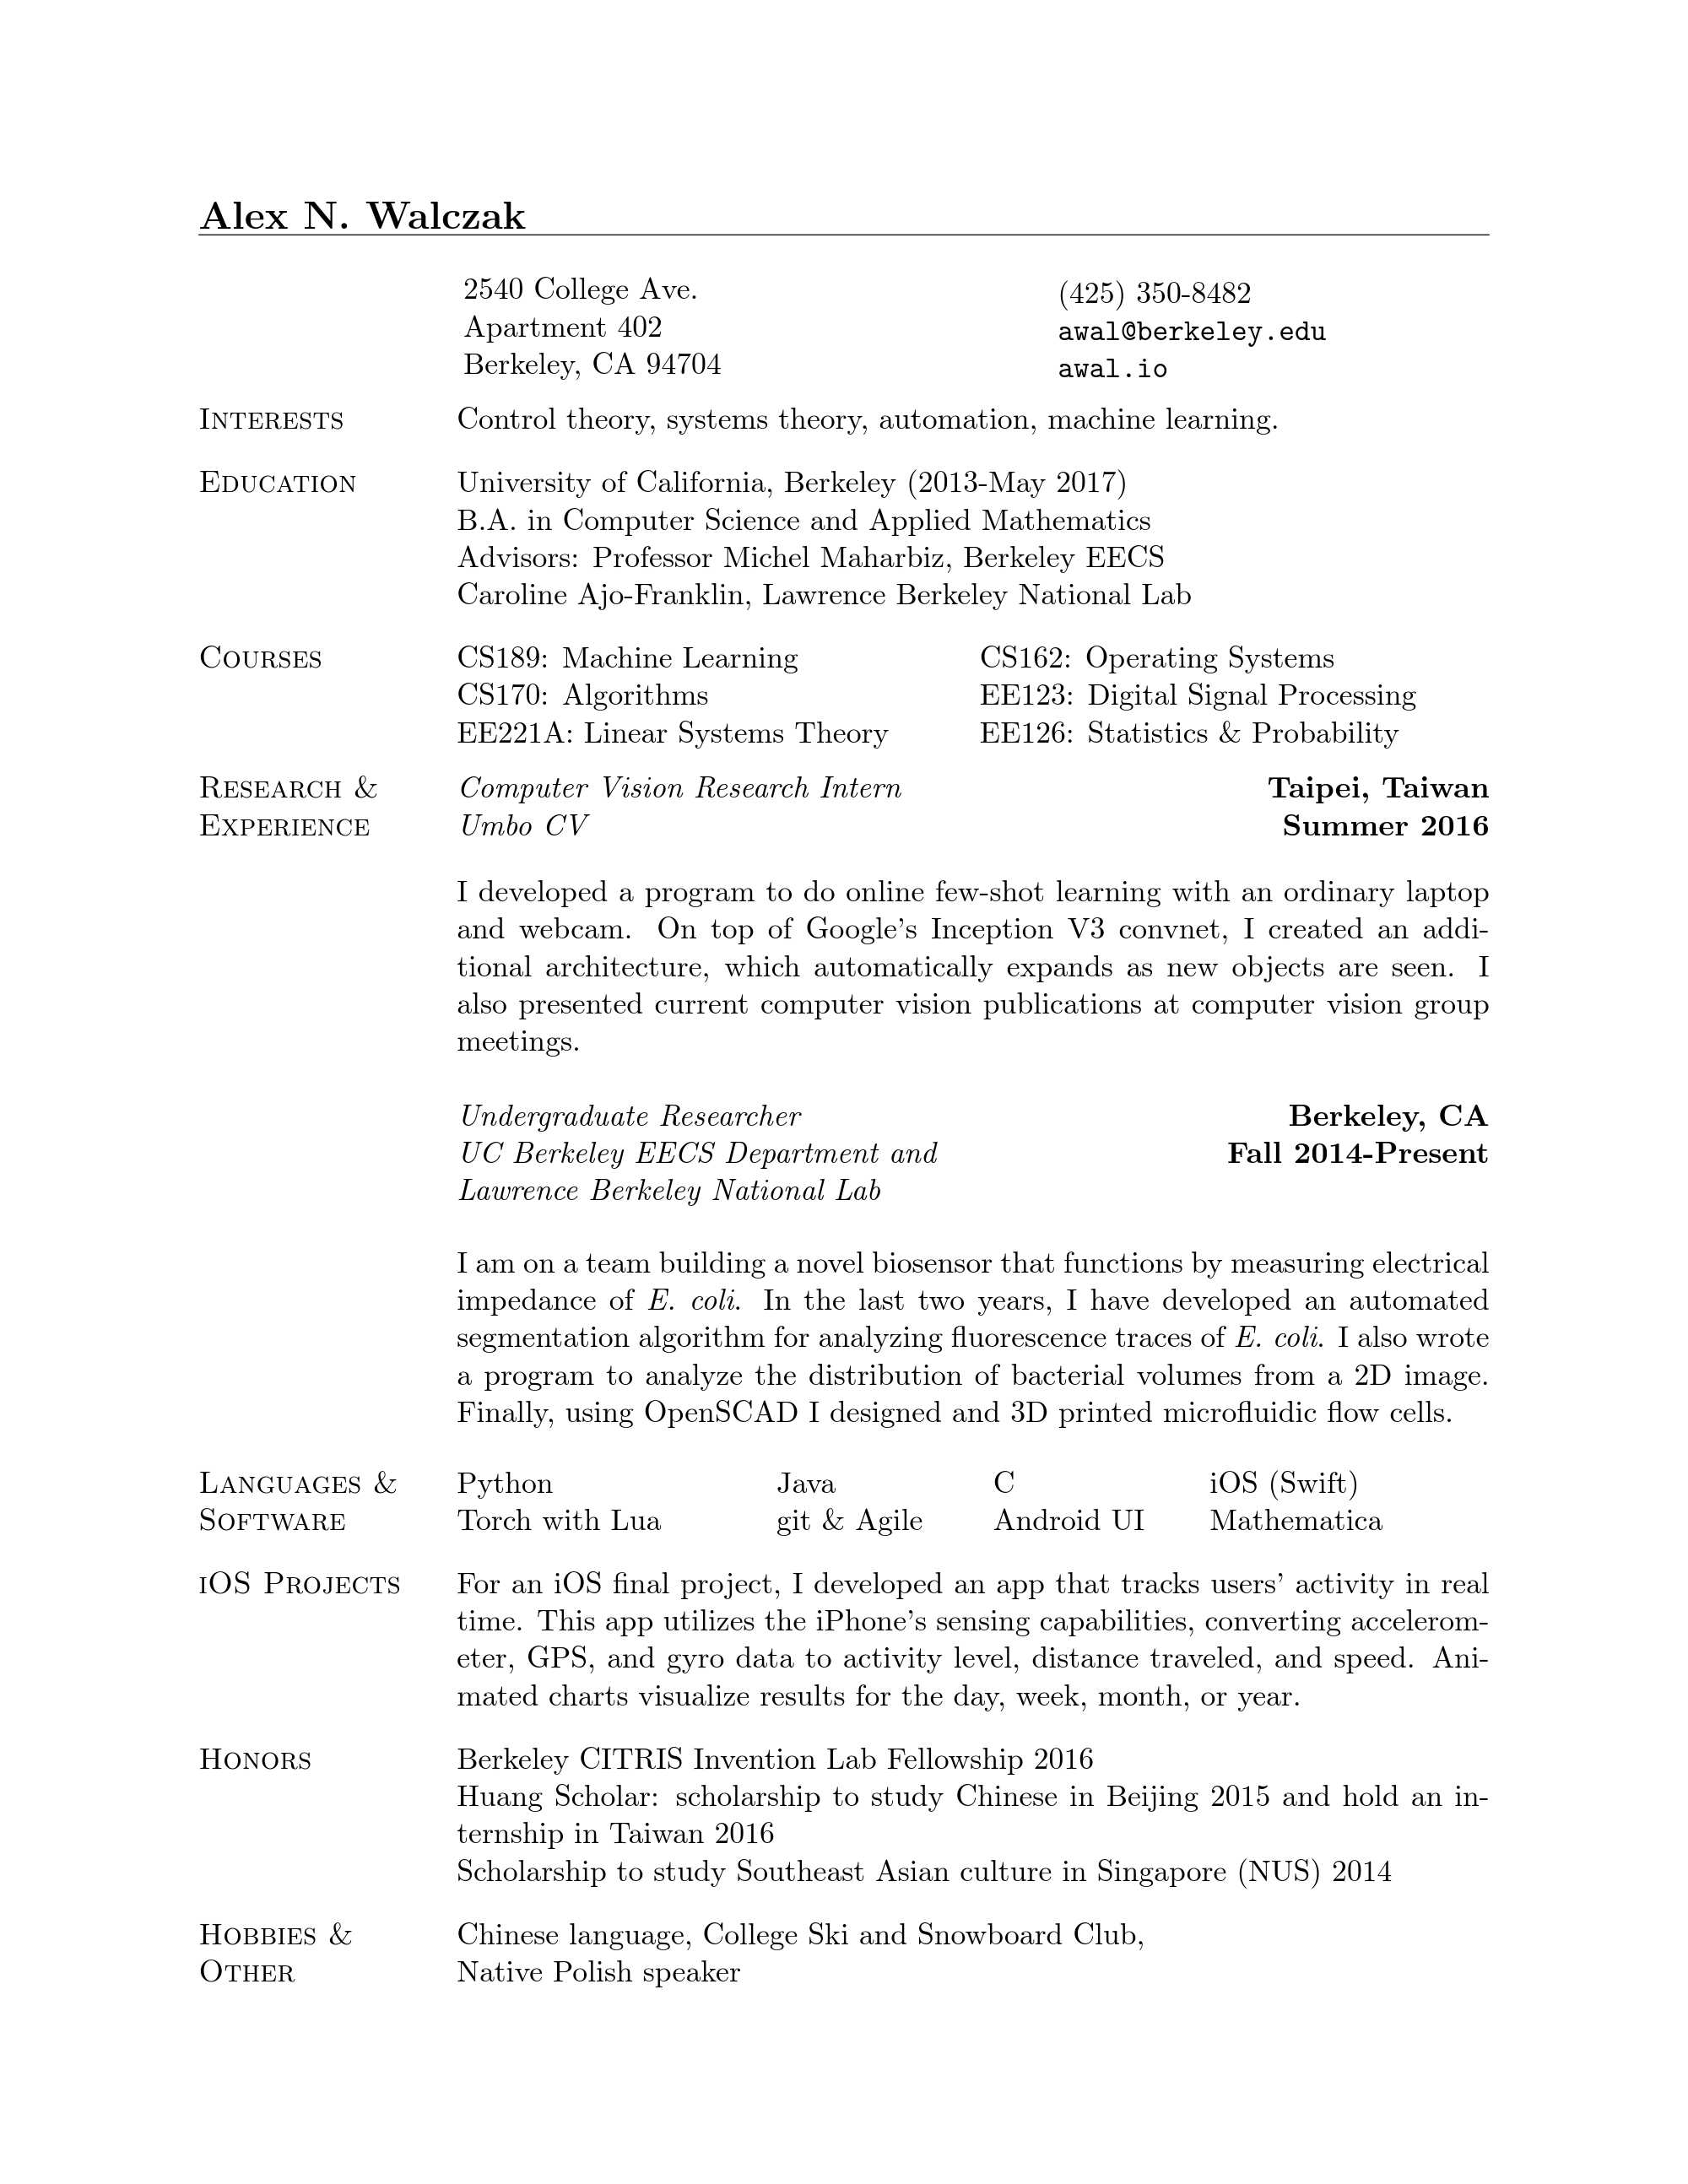 Alex N. Walczak
2540 College Ave.
Apartment 402
Berkeley, CA 94704
(425) 350-8482
awal@berkeley.edu
awal.io
Interests
Control theory, systems theory, automation, machine learning.
Education
University of California, Berkeley (2013-May 2017)
B.A. in Computer Science and Applied Mathematics
Advisors: Professor Michel Maharbiz, Berkeley EECS
Caroline Ajo-Franklin, Lawrence Berkeley National Lab
Courses
CS189: Machine Learning
CS170: Algorithms
EE221A: Linear Systems Theory
CS162: Operating Systems
EE123: Digital Signal Processing
EE126: Statistics & Probability
Research &
Experience
Computer Vision Research Intern
Umbo CV
Taipei, Taiwan
Summer 2016
I developed a program to do online few-shot learning with an ordinary laptop
and webcam. On top of Google's Inception V3 convnet, I created an addi-
tional architecture, which automatically expands as new objects are seen. I
also presented current computer vision publications at computer vision group
meetings.
Undergraduate Researcher
UC Berkeley EECS Department and
Lawrence Berkeley National Lab
Berkeley, CA
Fall 2014-Present
I am on a team building a novel biosensor that functions by measuring electrical
impedance of E. coli. In the last two years, I have developed an automated
segmentation algorithm for analyzing fluorescence traces of E. coli. I also wrote
a program to analyze the distribution of bacterial volumes from a 2D image.
Finally, using OpenSCAD I designed and 3D printed microfluidic flow cells.
Languages &
Software
Python Java C iOS (Swift)
Torch with Lua git & Agile Android UI Mathematica
iOS Projects
For an iOS final project, I developed an app that tracks users' activity in real
time. This app utilizes the iPhone's sensing capabilities, converting accelerom-
eter, GPS, and gyro data to activity level, distance traveled, and speed. Ani-
mated charts visualize results for the day, week, month, or year.
Honors
Berkeley CITRIS Invention Lab Fellowship 2016
Huang Scholar: scholarship to study Chinese in Beijing 2015 and hold an in-
ternship in Taiwan 2016
Scholarship to study Southeast Asian culture in Singapore (NUS) 2014
Hobbies &
Other
Chinese language, College Ski and Snowboard Club,
Native Polish speaker